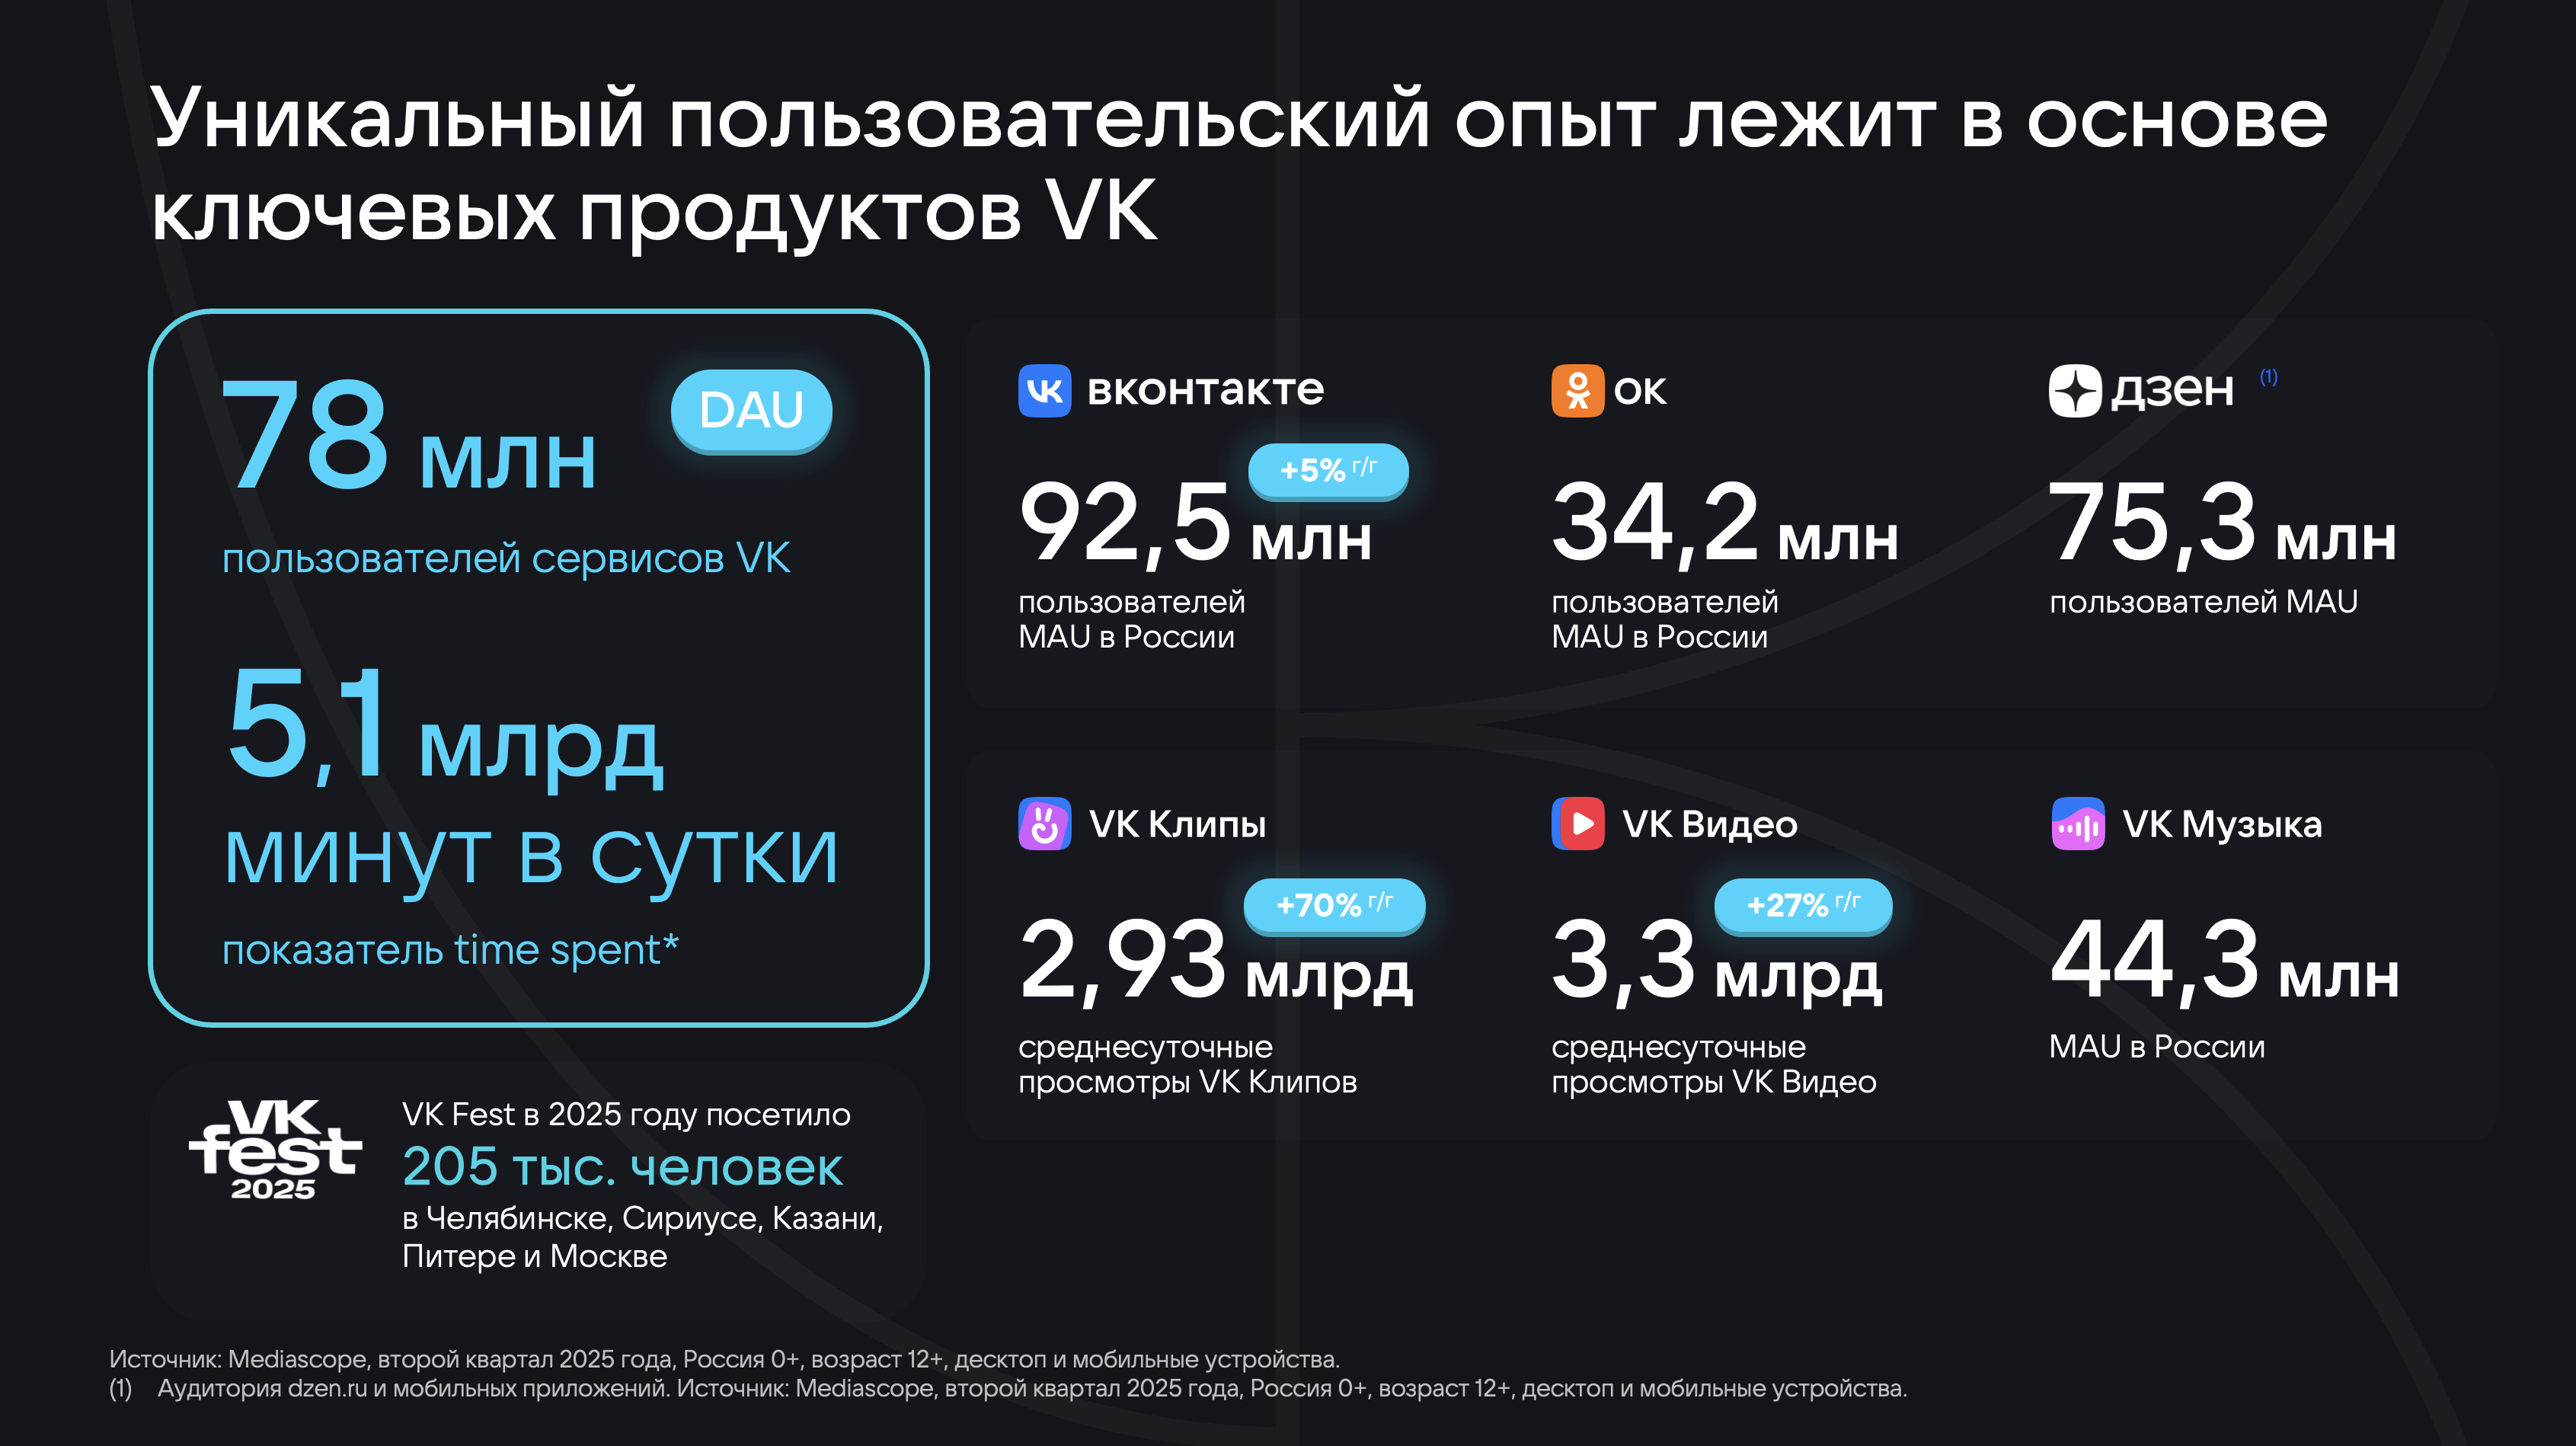 Уникальный пользовательский опыт лежит в основе
ключевых продуктов VK
78 млн
DAU
пользователей сервисов VK
5,1 млрд
минут в сутки
показатель time spent*
VK
fest
2025
VK Fest в 2025 году посетило
205 тыс. человек
в Челябинске, Сириусе, Казани,
Питере и Москве
вконтакте
+5% г/г
92,5 млн
пользователей
MAU в России
ок
34,2 млн
пользователей
MAU в России
дзен (1)
75,3 млн
пользователей MAU
VK Клипы
+70% г/г
2,93 млрд
среднесуточные
просмотры VK Клипов
VK Видео
+27% г/г
3,3 млрд
среднесуточные
просмотры VK Видео
VK Музыка
44,3 млн
MAU в России
Источник: Mediascope, второй квартал 2025 года, Россия 0+, возраст 12+, десктоп и мобильные устройства.
(1) Аудитория dzen.ru и мобильных приложений. Источник: Mediascope, второй квартал 2025 года, Россия 0+, возраст 12+, десктоп и мобильные устройства.